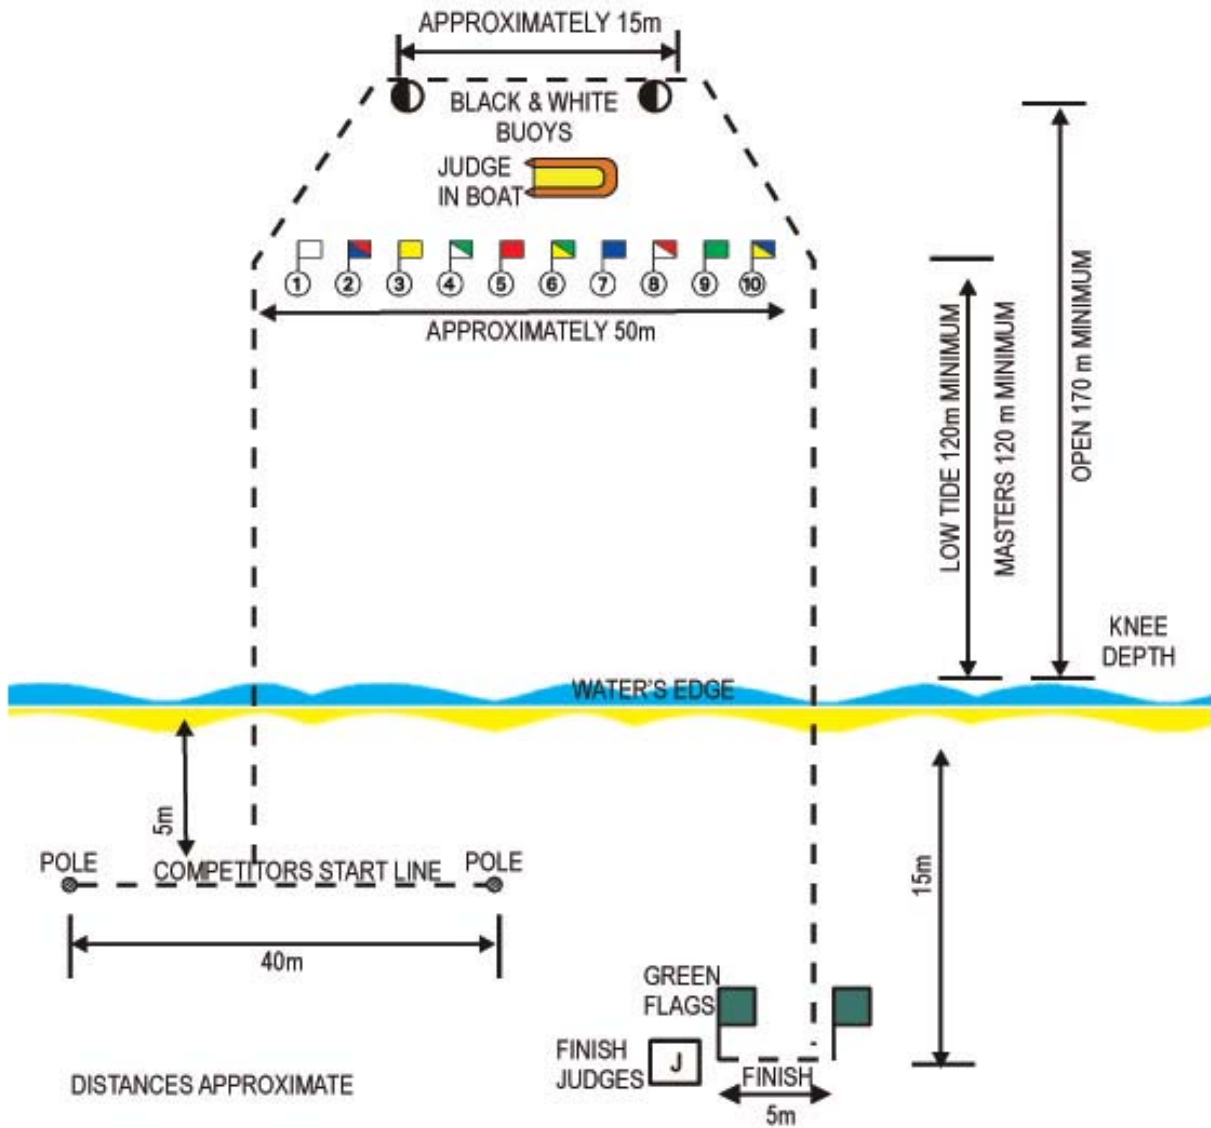 APPROXIMATELY 15m
BLACK & WHITE
BUOYS
JUDGE
IN BOAT
1 2 3 4 5 6 7 8 9 10
APPROXIMATELY 50m
LOW TIDE 120m MINIMUM
MASTERS 120 m MINIMUM
OPEN 170 m MINIMUM
KNEE
DEPTH
WATER'S EDGE
5m
POLE
COMPETITORS START LINE
POLE
40m
15m
GREEN
FLAGS
FINISH
JUDGES
J
FINISH
5m
DISTANCES APPROXIMATE